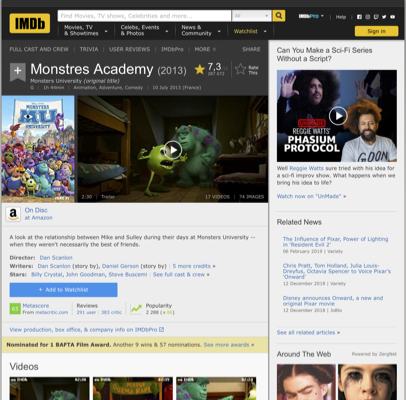 IMDb
Find Movies, TV shows, Celebrities and more...
All
IMDbPro
Help
Movies, TV & Showtimes
Celebs, Events & Photos
News & Community
Watchlist
Sign in
FULL CAST AND CREW | TRIVIA | USER REVIEWS | IMDbPro | MORE
SHARE
Monstres Academy (2013)
7,3
Rate This
Monsters University (original title)
G | 1h 44min | Animation, Adventure, Comedy | 10 July 2013 (France)
MONSTERS UNIVERSITY
2:30 | Trailer
17 VIDEOS | 74 IMAGES
On Disc
at Amazon
A look at the relationship between Mike and Sulley during their days at Monsters University --
when they weren't necessarily the best of friends.
Director: Dan Scanlon
Writers: Dan Scanlon (story by), Daniel Gerson (story by) | 5 more credits »
Stars: Billy Crystal, John Goodman, Steve Buscemi | See full cast & crew »
+ Add to Watchlist
65
Metascore
From metacritic.com
Reviews
291 user | 383 critic
Popularity
View production, box office, & company info on IMDbPro
Nominated for 1 BAFTA Film Award. Another 9 wins & 57 nominations. See more awards »
Videos
Can You Make a Sci-Fi Series
Without a Script?
REGGIE WATTS'
PHASIUM
PROTOCOL
Well Reggie Watts sure tried with his idea for
a sci-fi improv show. What happens when we
bring his idea to life?
Watch now on "UnMade" »
Related News
The Influence of Pixar, Power of Lighting
in 'Resident Evil 2'
06 February 2019 | Variety
Chris Pratt, Tom Holland, Julia Louis-
Dreyfus, Octavia Spencer to Voice Pixar's
'Onward'
12 December 2018 | Variety
Disney announces Onward, a new and
original Pixar movie
12 December 2018 | JoBlo
See all related articles »
Around The Web
Powered by ZergNet